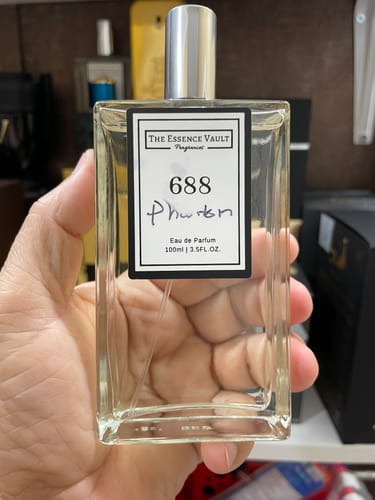 THE ESSENCE VAULT
Fragrances
688
Phantom
Eau de Parfum
100ml | 3.5FL.OZ.